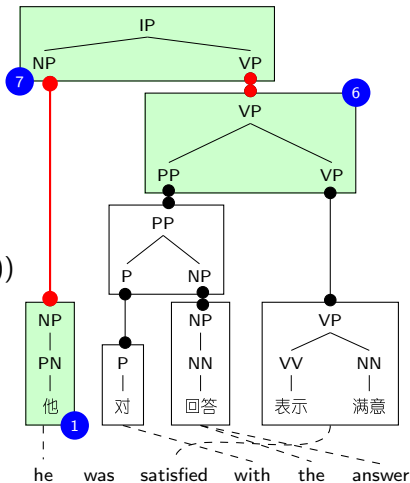 IP
NP VP
7
6
VP
PP VP
PP
P NP
))
NP
PN
他
1
P
对
NP
NN
回答
VP
VV NN
表示 满意
he was satisfied with the answer